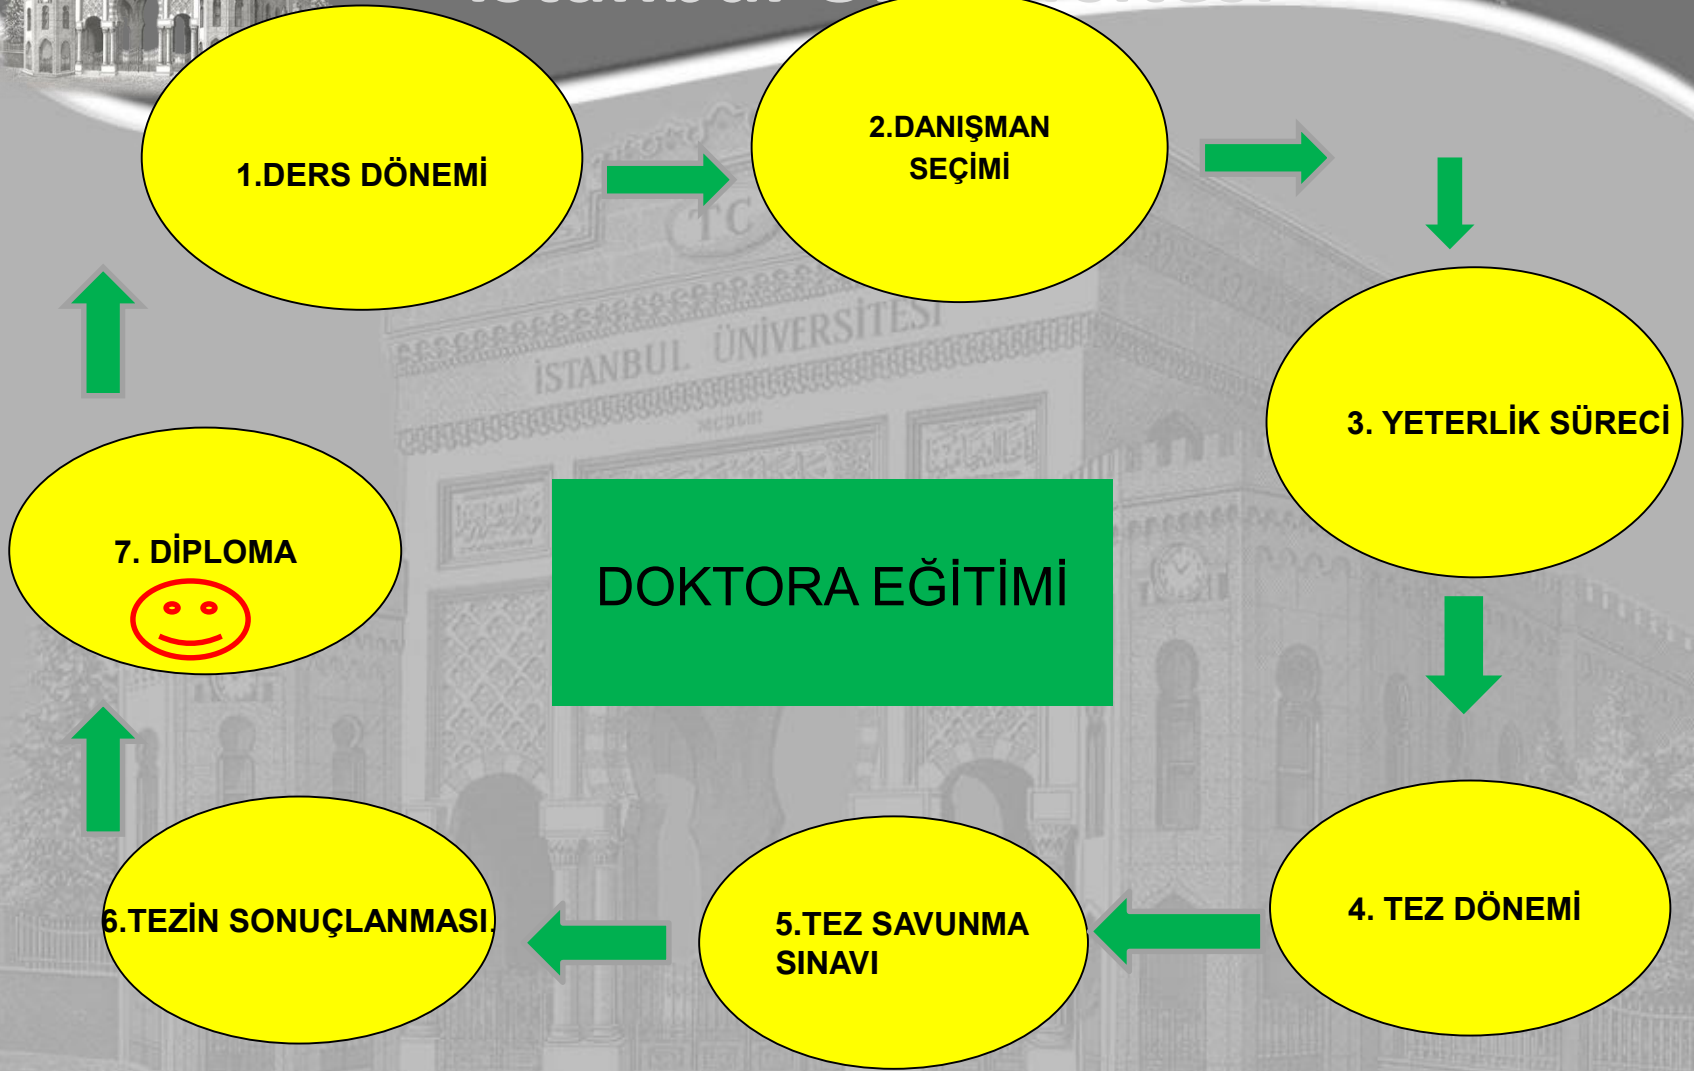 1.DERS DÖNEMİ
2.DANIŞMAN
SEÇİMİ
3. YETERLİK SÜRECİ
4. TEZ DÖNEMİ
5.TEZ SAVUNMA
SINAVI
6.TEZİN SONUÇLANMASI.
7. DİPLOMA
DOKTORA EĞİTİMİ
T C
İSTANBUL ÜNİVERSİTESİ